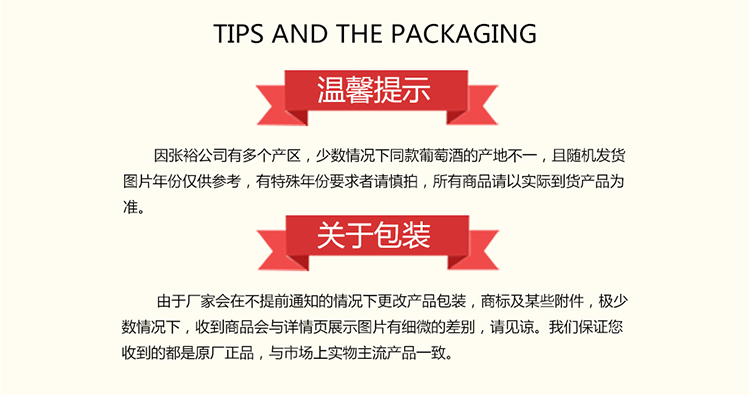 TIPS AND THE PACKAGING
温馨提示
因张裕公司有多个产区，少数情况下同款葡萄酒的产地不一，且随机发货
图片年份仅供参考，有特殊年份要求者请慎拍，所有商品请以实际到货产品为
准。
关于包装
由于厂家会在不提前通知的情况下更改产品包装，商标及某些附件，极少
数情况下，收到商品会与详情页展示图片有细微的差别，请见谅。我们保证您
收到的都是原厂正品，与市场上实物主流产品一致。